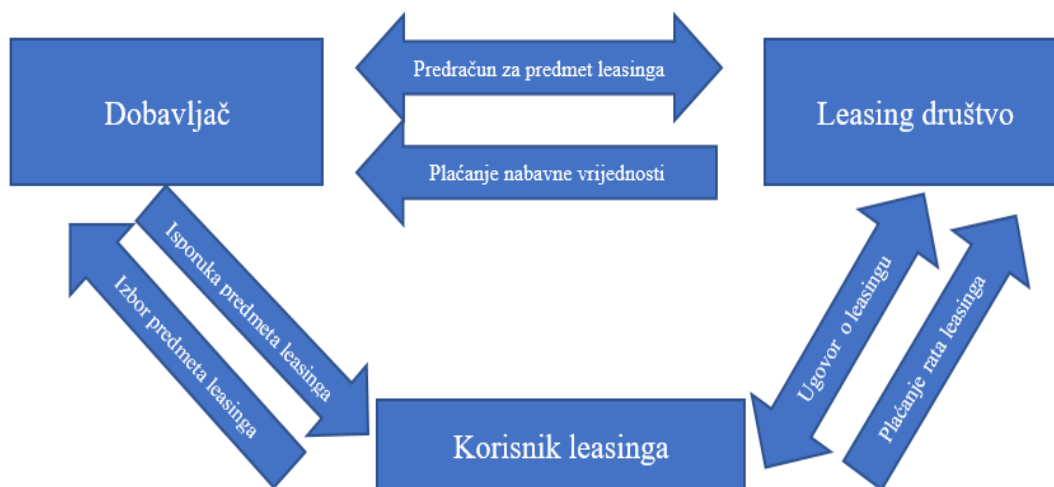 Dobavljač
Predračun za predmet leasinga
Leasing društvo
Plaćanje nabavne vrijednosti
Isporuka predmeta leasinga
Izbor predmeta leasinga
Ugovor o leasingu
Plaćanje rata leasinga
Korisnik leasinga